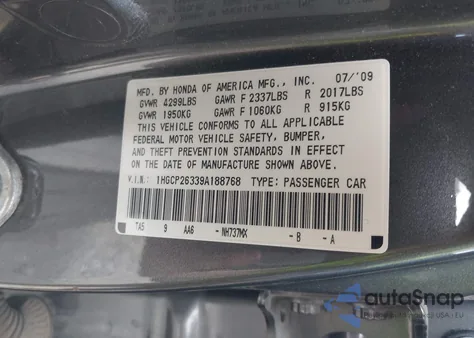 MFD. BY HONDA OF AMERICA MFG., INC. 07/'09
GVWR 4299LBS GAWR F 2337LBS R 2017LBS
GVWR 1950KG GAWR F 1060KG R 915KG
THIS VEHICLE CONFORMS TO ALL APPLICABLE
FEDERAL MOTOR VEHICLE SAFETY, BUMPER,
AND THEFT PREVENTION STANDARDS IN EFFECT
ON THE DATE OF MANUFACTURE SHOWN ABOVE.
V.I.N.: 1HGCP26339A188768 TYPE: PASSENGER CAR
TA5 9 AA6 -NH737MX -B -A
autoSnap